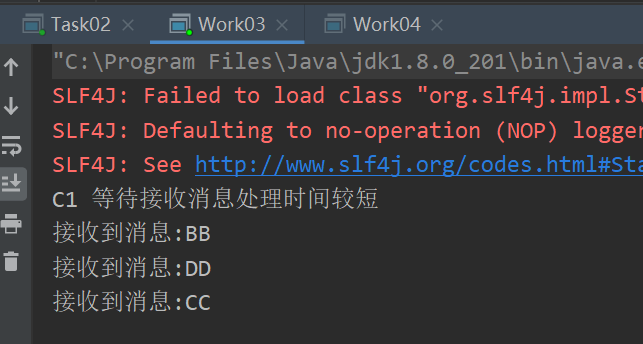 Task02 Work03 Work04
"C:\Program Files\Java\jdk1.8.0_201\bin\java.e
SLF4J: Failed to load class "org.slf4j.impl.St
SLF4J: Defaulting to no-operation (NOP) logger
SLF4J: See http://www.slf4j.org/codes.html#Sta
C1 等待接收消息处理时间较短
接收到消息:BB
接收到消息:DD
接收到消息:CC